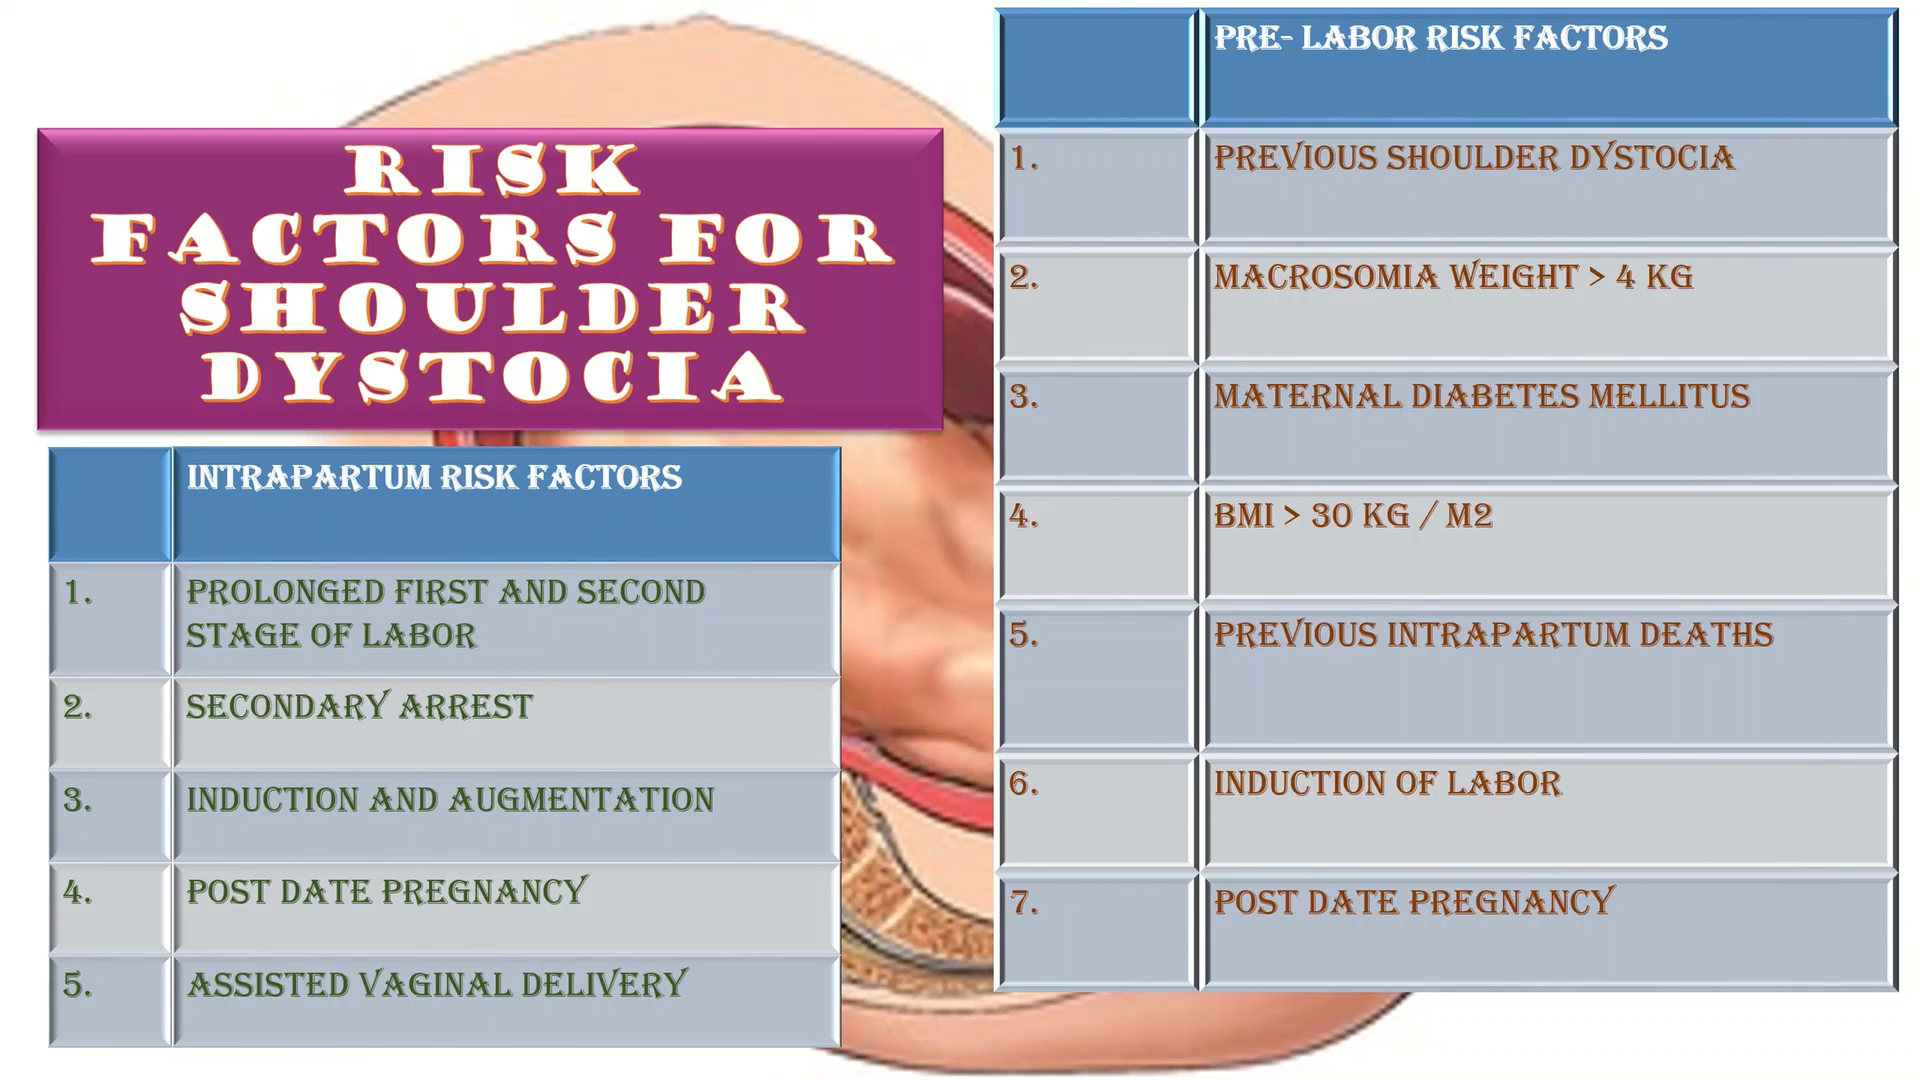 RISK
FACTORS FOR
SHOULDER
DYSTOCIA
INTRAPARTUM RISK FACTORS
1. PROLONGED FIRST AND SECOND
STAGE OF LABOR
2. SECONDARY ARREST
3. INDUCTION AND AUGMENTATION
4. POST DATE PREGNANCY
5. ASSISTED VAGINAL DELIVERY
PRE- LABOR RISK FACTORS
1. PREVIOUS SHOULDER DYSTOCIA
2. MACROSOMIA WEIGHT > 4 KG
3. MATERNAL DIABETES MELLITUS
4. BMI > 30 KG / M2
5. PREVIOUS INTRAPARTUM DEATHS
6. INDUCTION OF LABOR
7. POST DATE PREGNANCY